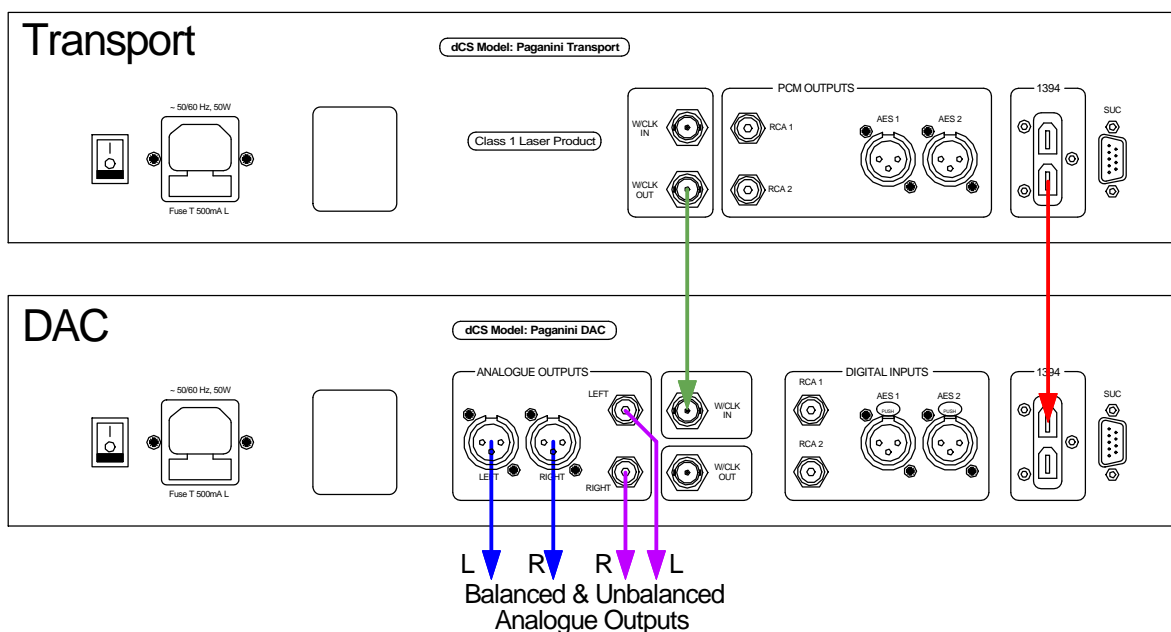 Transport
dCS Model: Paganini Transport
~ 50/60 Hz, 50W
Fuse T 500mA L
Class 1 Laser Product
W/CLK
IN
W/CLK
OUT
PCM OUTPUTS
RCA 1
RCA 2
AES 1
AES 2
1394
SUC
DAC
dCS Model: Paganini DAC
~ 50/60 Hz, 50W
Fuse T 500mA L
ANALOGUE OUTPUTS
LEFT
LEFT
RIGHT
RIGHT
W/CLK
IN
W/CLK
OUT
DIGITAL INPUTS
RCA 1
RCA 2
AES 1
PUSH
AES 2
PUSH
1394
SUC
L R R L
Balanced & Unbalanced
Analogue Outputs